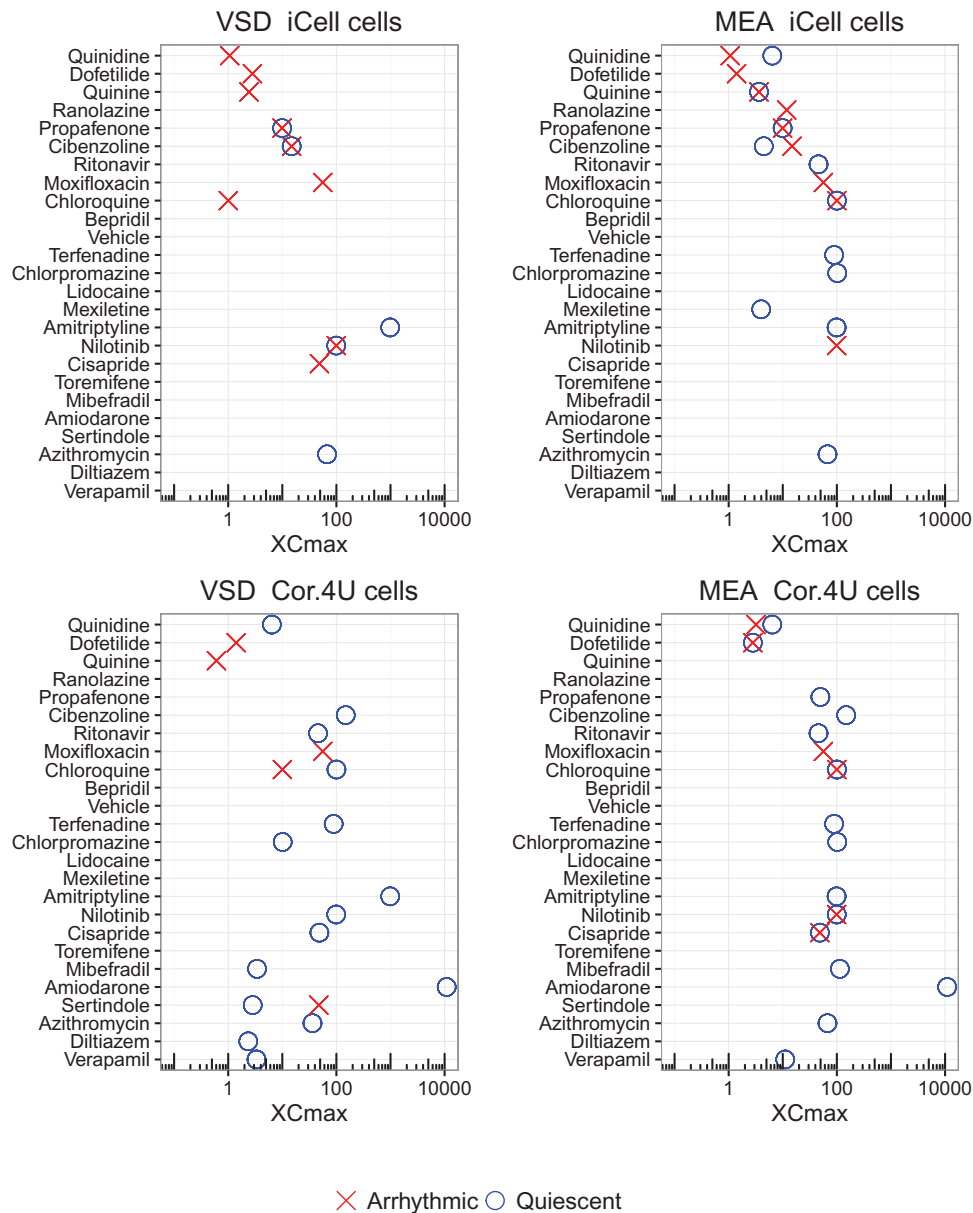 VSD iCell cells
Quinidine
Dofetilide
Quinine
Ranolazine
Propafenone
Cibenzoline
Ritonavir
Moxifloxacin
Chloroquine
Bepridil
Vehicle
Terfenadine
Chlorpromazine
Lidocaine
Mexiletine
Amitriptyline
Nilotinib
Cisapride
Toremifene
Mibefradil
Amiodarone
Sertindole
Azithromycin
Diltiazem
Verapamil
1 100 10000
XCmax
MEA iCell cells
Quinidine
Dofetilide
Quinine
Ranolazine
Propafenone
Cibenzoline
Ritonavir
Moxifloxacin
Chloroquine
Bepridil
Vehicle
Terfenadine
Chlorpromazine
Lidocaine
Mexiletine
Amitriptyline
Nilotinib
Cisapride
Toremifene
Mibefradil
Amiodarone
Sertindole
Azithromycin
Diltiazem
Verapamil
1 100 10000
XCmax
VSD Cor.4U cells
Quinidine
Dofetilide
Quinine
Ranolazine
Propafenone
Cibenzoline
Ritonavir
Moxifloxacin
Chloroquine
Bepridil
Vehicle
Terfenadine
Chlorpromazine
Lidocaine
Mexiletine
Amitriptyline
Nilotinib
Cisapride
Toremifene
Mibefradil
Amiodarone
Sertindole
Azithromycin
Diltiazem
Verapamil
1 100 10000
XCmax
MEA Cor.4U cells
Quinidine
Dofetilide
Quinine
Ranolazine
Propafenone
Cibenzoline
Ritonavir
Moxifloxacin
Chloroquine
Bepridil
Vehicle
Terfenadine
Chlorpromazine
Lidocaine
Mexiletine
Amitriptyline
Nilotinib
Cisapride
Toremifene
Mibefradil
Amiodarone
Sertindole
Azithromycin
Diltiazem
Verapamil
1 100 10000
XCmax
Arrhythmic Quiescent